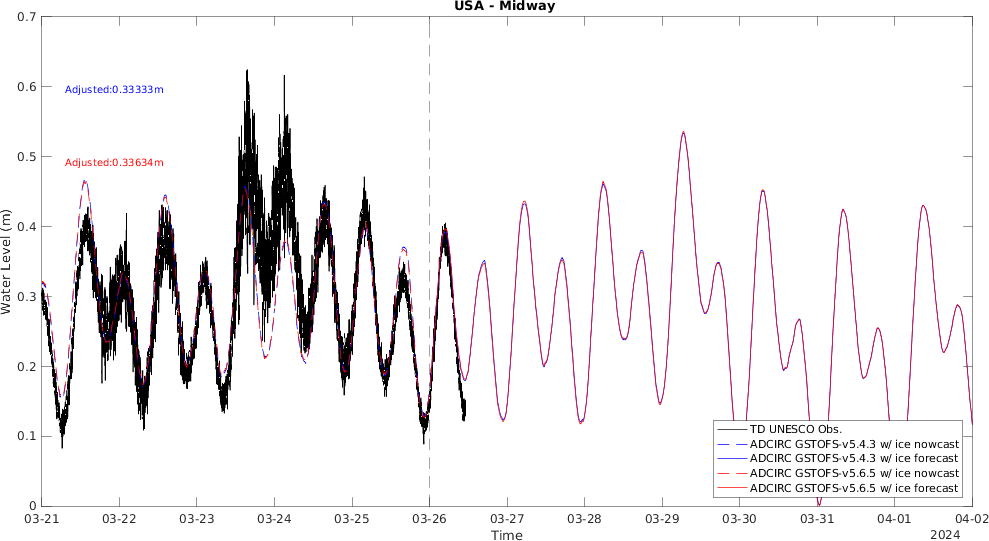 USA - Midway
0.7
0.6
0.5
0.4
0.3
0.2
0.1
0
Water Level (m)
Adjusted:0.33333m
Adjusted:0.33634m
TD UNESCO Obs.
ADCIRC GSTOFS-v5.4.3 w/ ice nowcast
ADCIRC GSTOFS-v5.4.3 w/ ice forecast
ADCIRC GSTOFS-v5.6.5 w/ ice nowcast
ADCIRC GSTOFS-v5.6.5 w/ ice forecast
03-21 03-22 03-23 03-24 03-25 03-26 03-27 03-28 03-29 03-30 03-31 04-01 04-02
Time
2024